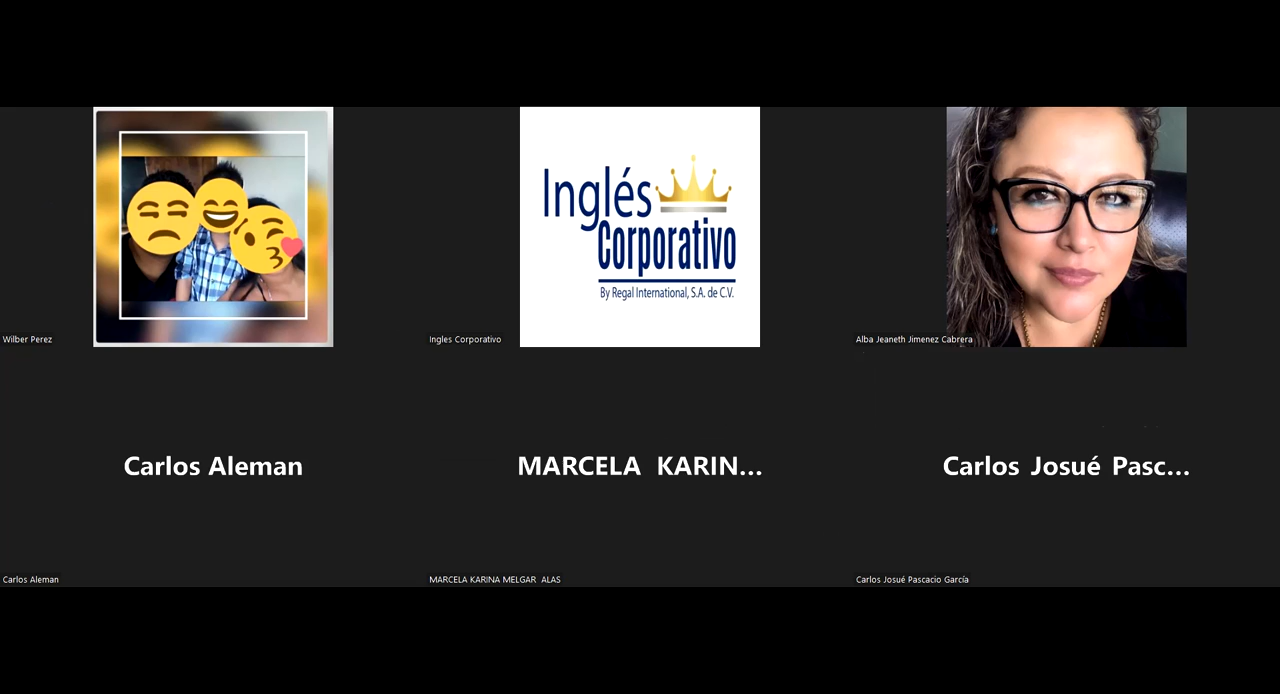 Inglés
Corporativo
By Regal International, S.A. de C.V.
Wilber Perez
Ingles Corporativo
Alba Jeaneth Jimenez Cabrera
Carlos Aleman
MARCELA KARIN...
Carlos Josué Pasc...
Carlos Aleman
MARCELA KARINA MELGAR ALAS
Carlos Josué Pascacio García